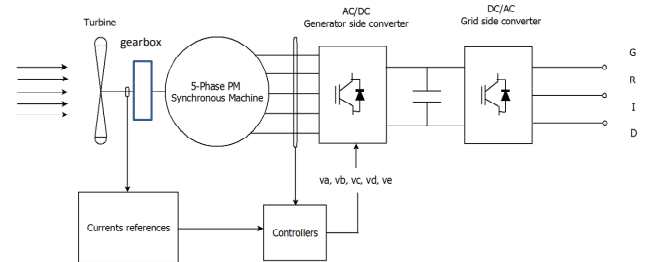 Turbine
gearbox
5-Phase PM
Synchronous Machine
AC/DC
Generator side converter
DC/AC
Grid side converter
G
R
I
D
va, vb, vc, vd, ve
Currents references
Controllers